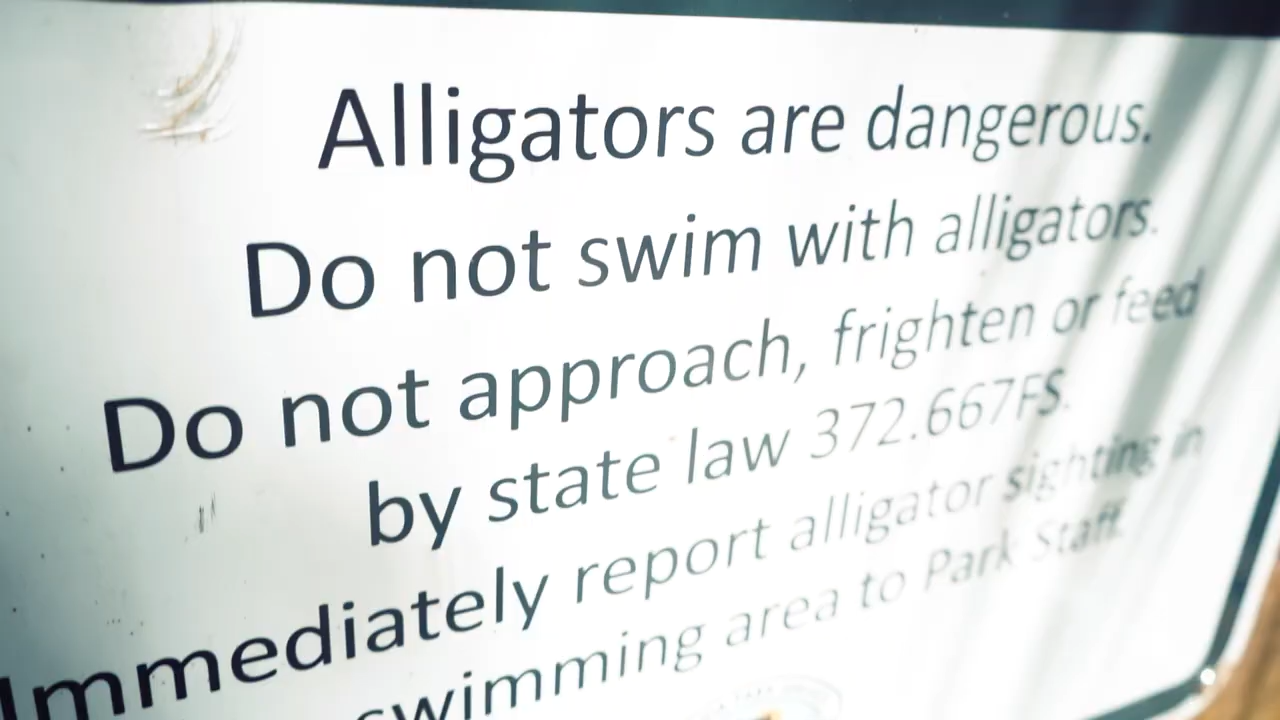 Alligators are dangerous.
Do not swim with alligators.
Do not approach, frighten or feed
by state law 372.667FS.
Immediately report alligator sighting in
swimming area to Park Staff.